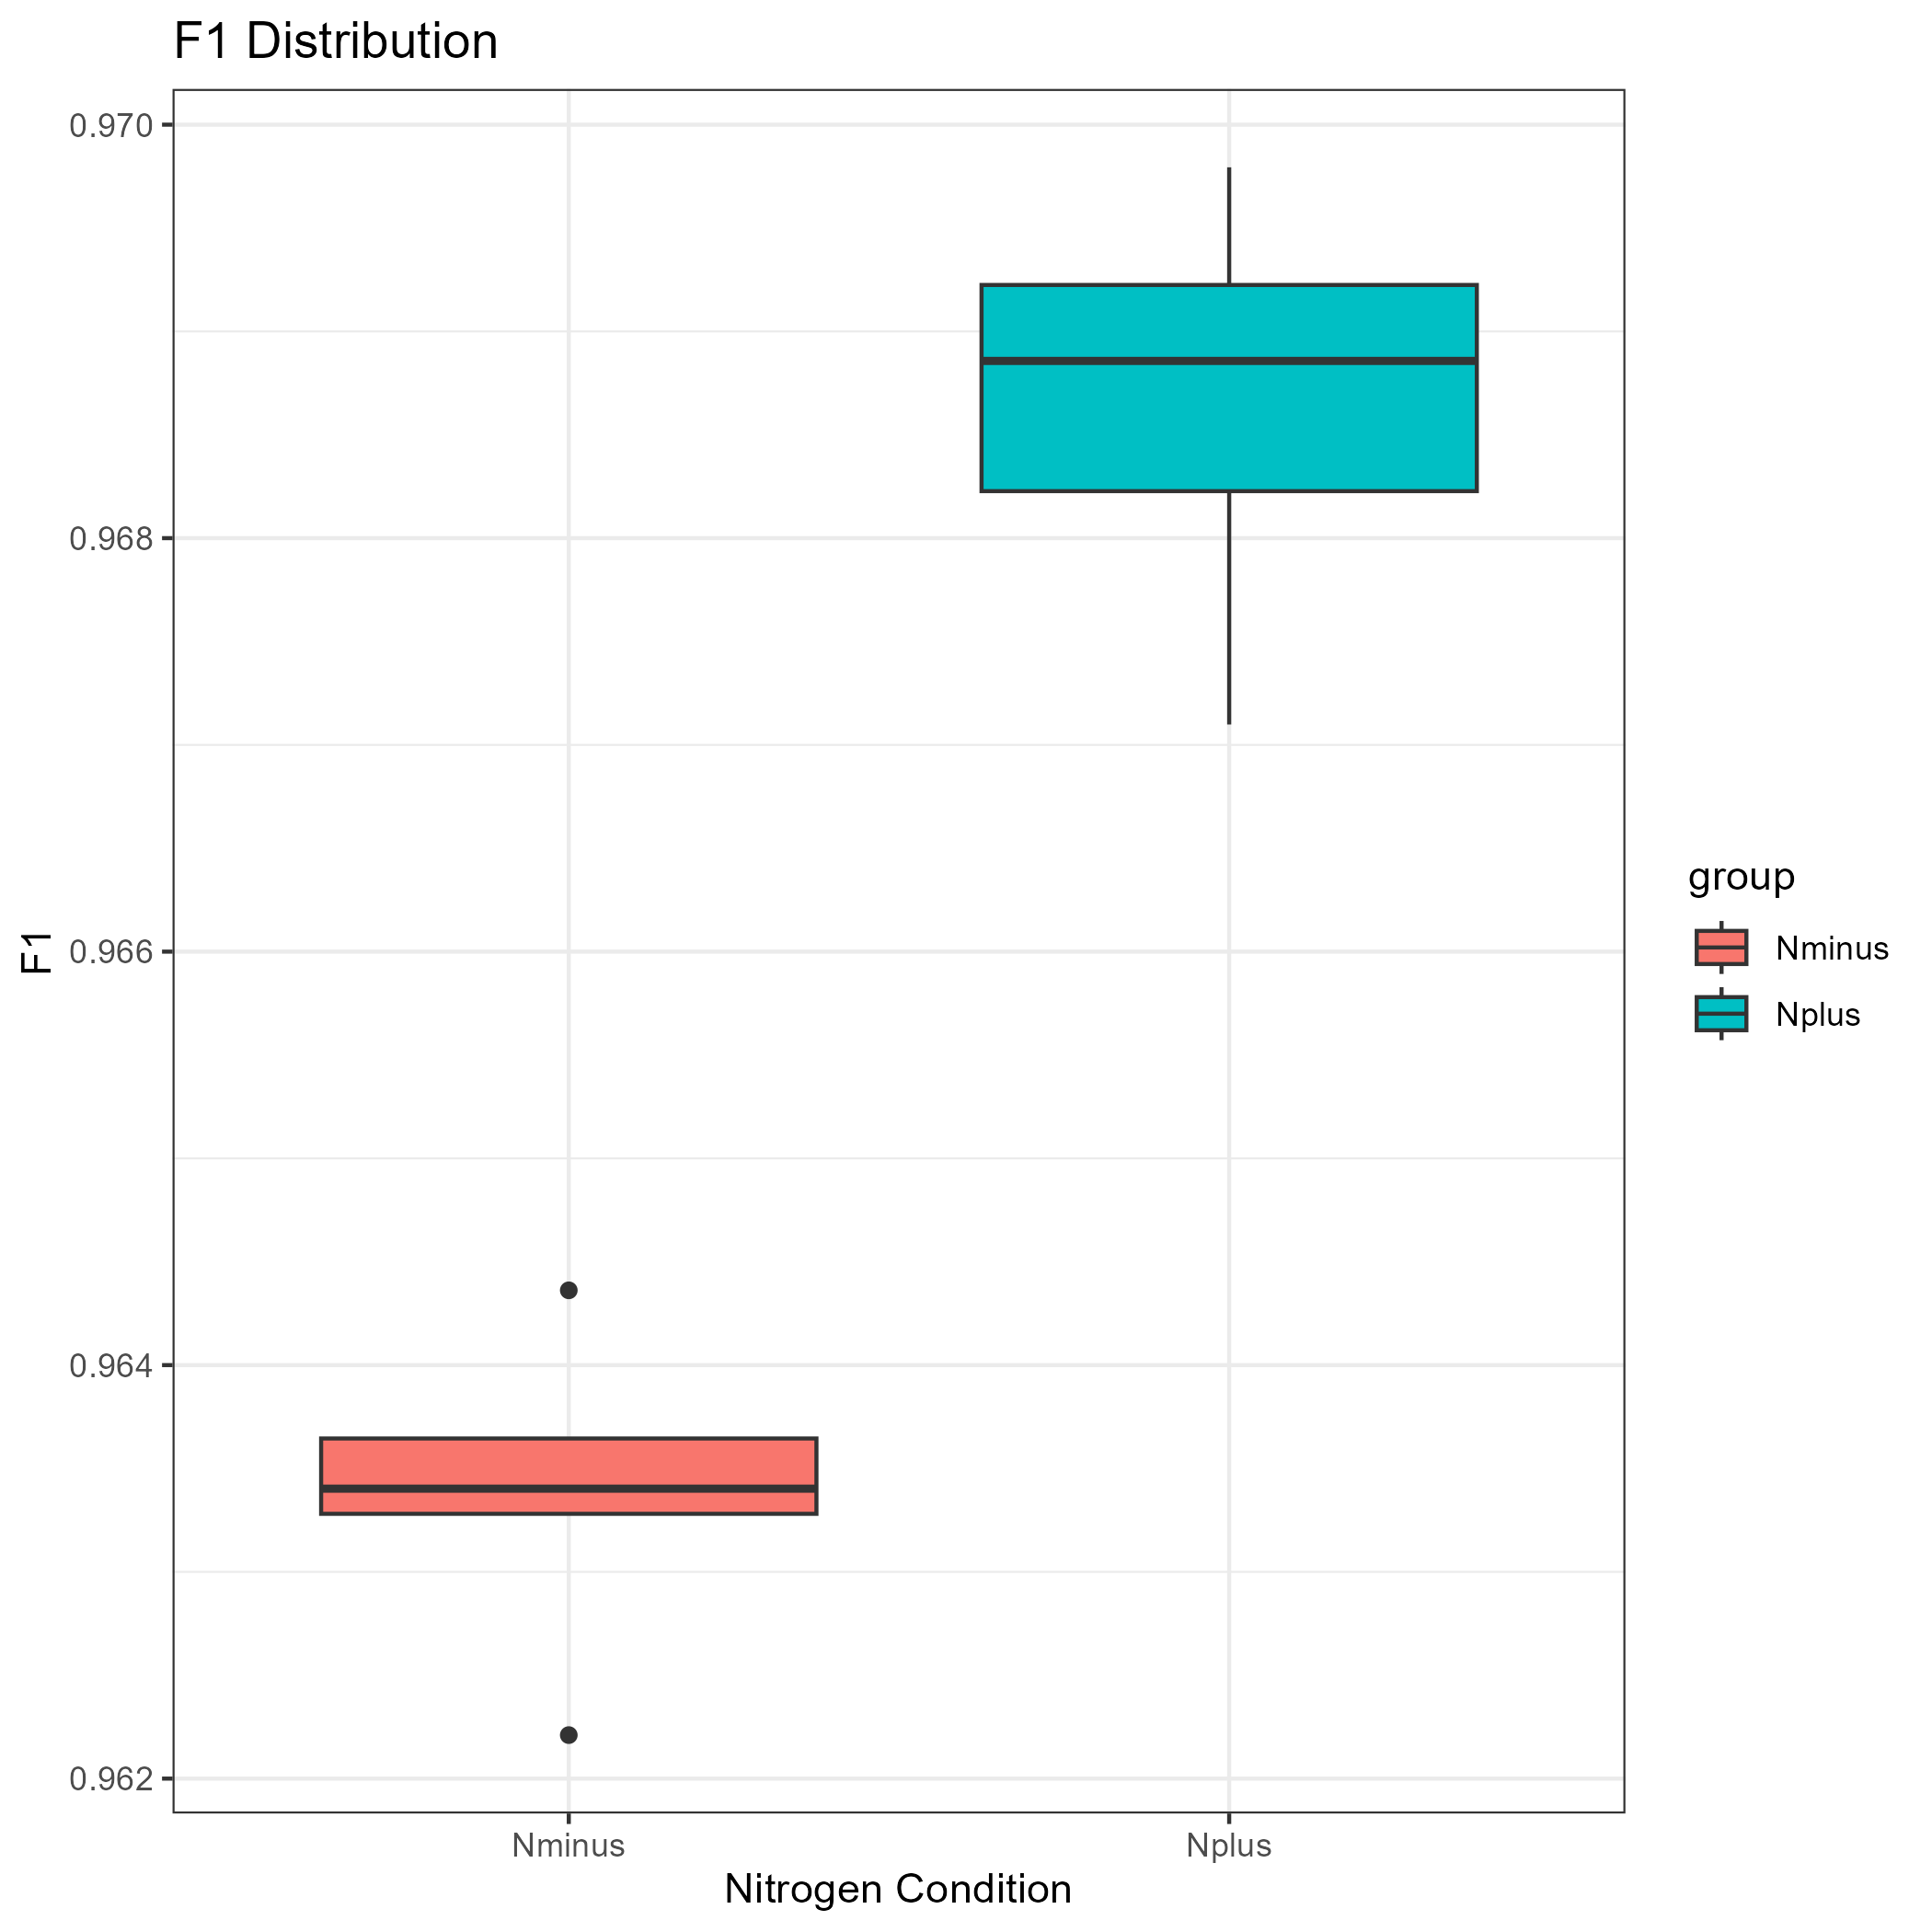 F1 Distribution
0.970
0.968
0.966
0.964
0.962
F1
Nminus
Nplus
Nitrogen Condition
group
Nminus
Nplus